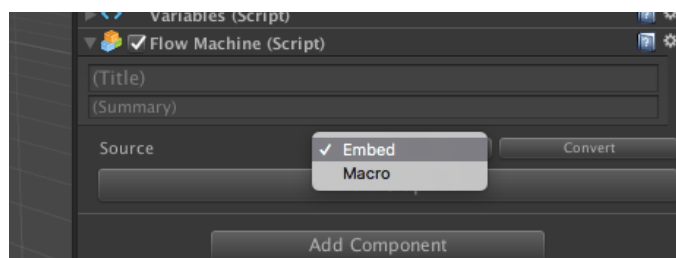 Variables (Script)
Flow Machine (Script)
(Title)
(Summary)
Source
✓ Embed
Convert
Macro
Add Component